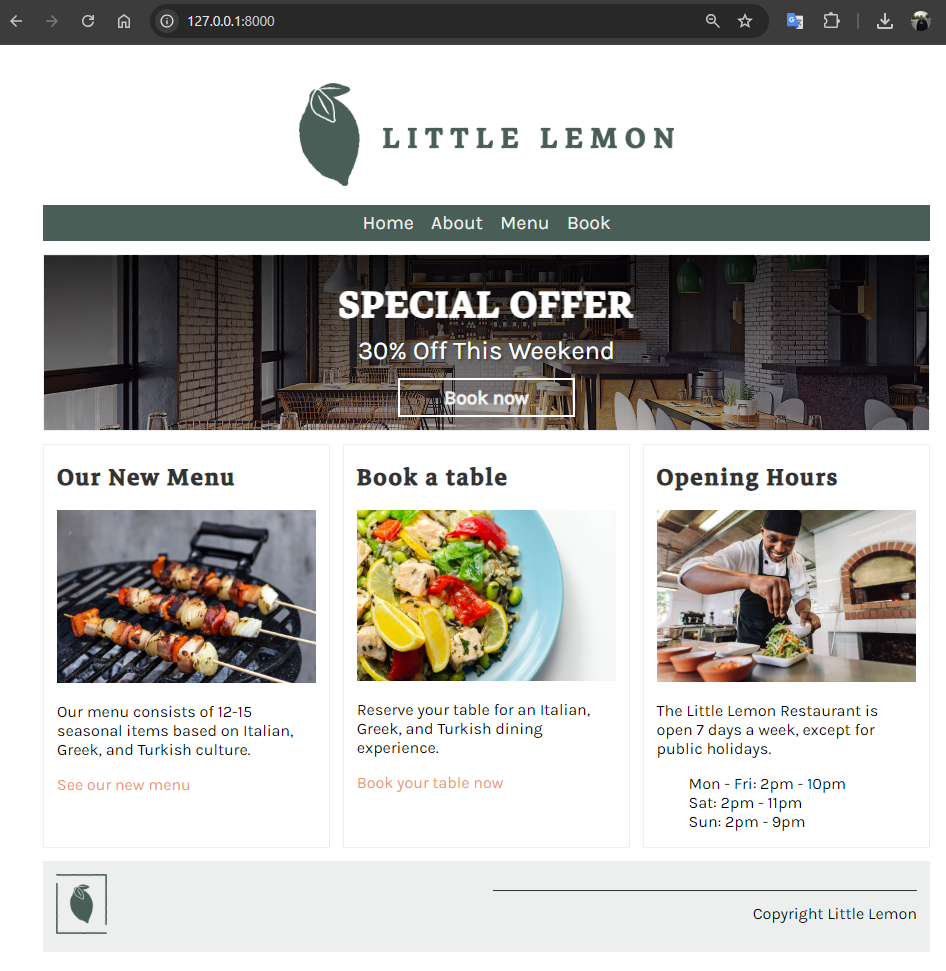 127.0.0.1:8000
LITTLE LEMON
Home About Menu Book
SPECIAL OFFER
30% Off This Weekend
Book now
Our New Menu
Our menu consists of 12-15
seasonal items based on Italian,
Greek, and Turkish culture.
See our new menu
Book a table
Reserve your table for an Italian,
Greek, and Turkish dining
experience.
Book your table now
Opening Hours
The Little Lemon Restaurant is
open 7 days a week, except for
public holidays.
Mon - Fri: 2pm - 10pm
Sat: 2pm - 11pm
Sun: 2pm - 9pm
Copyright Little Lemon